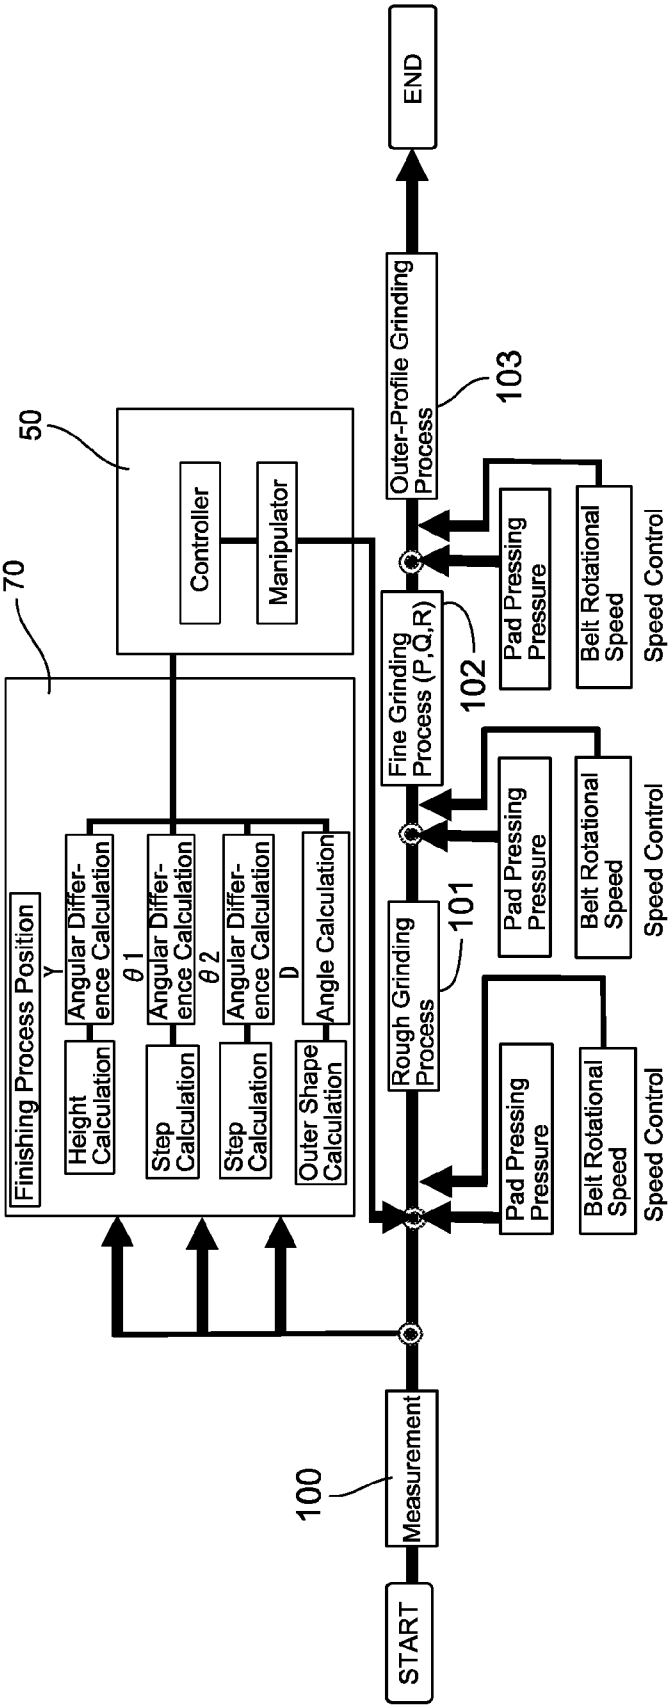 70
Finishing Process Position
Height
Calculation
Y
Angular Differ-
ence Calculation
Step
Calculation
θ1
Angular Differ-
ence Calculation
Step
Calculation
θ2
Angular Differ-
ence Calculation
Outer Shape
Calculation
D
Angle Calculation
50
Controller
Manipulator
START
100
Measurement
Rough Grinding
Process
101
Fine Grinding
Process (P,Q,R)
102
Outer-Profile Grinding
Process
103
END
Pad Pressing
Pressure
Belt Rotational
Speed
Speed Control
Pad Pressing
Pressure
Belt Rotational
Speed
Speed Control
Pad Pressing
Pressure
Belt Rotational
Speed
Speed Control